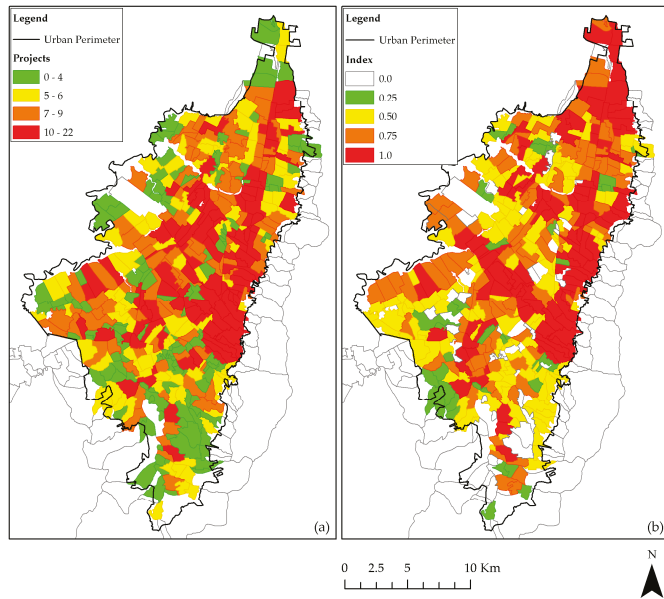 Legend
Urban Perimeter
Projects
0 - 4
5 - 6
7 - 9
10 - 22
(a)
Legend
Urban Perimeter
Index
0.0
0.25
0.50
0.75
1.0
(b)
0 2.5 5 10 Km
N